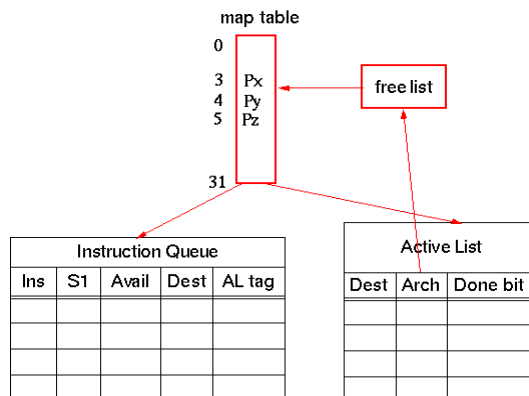 map table
0
3 Px
4 Py
5 Pz
31
free list
Instruction Queue
Ins S1 Avail Dest AL tag
Active List
Dest Arch Done bit